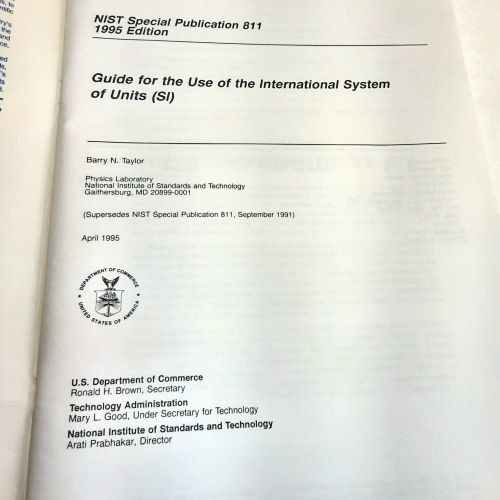 NIST Special Publication 811
1995 Edition
Guide for the Use of the International System
of Units (SI)
Barry N. Taylor
Physics Laboratory
National Institute of Standards and Technology
Gaithersburg, MD 20899-0001
(Supersedes NIST Special Publication 811, September 1991)
April 1995
DEPARTMENT OF COMMERCE
UNITED STATES OF AMERICA
U.S. Department of Commerce
Ronald H. Brown, Secretary
Technology Administration
Mary L. Good, Under Secretary for Technology
National Institute of Standards and Technology
Arati Prabhakar, Director